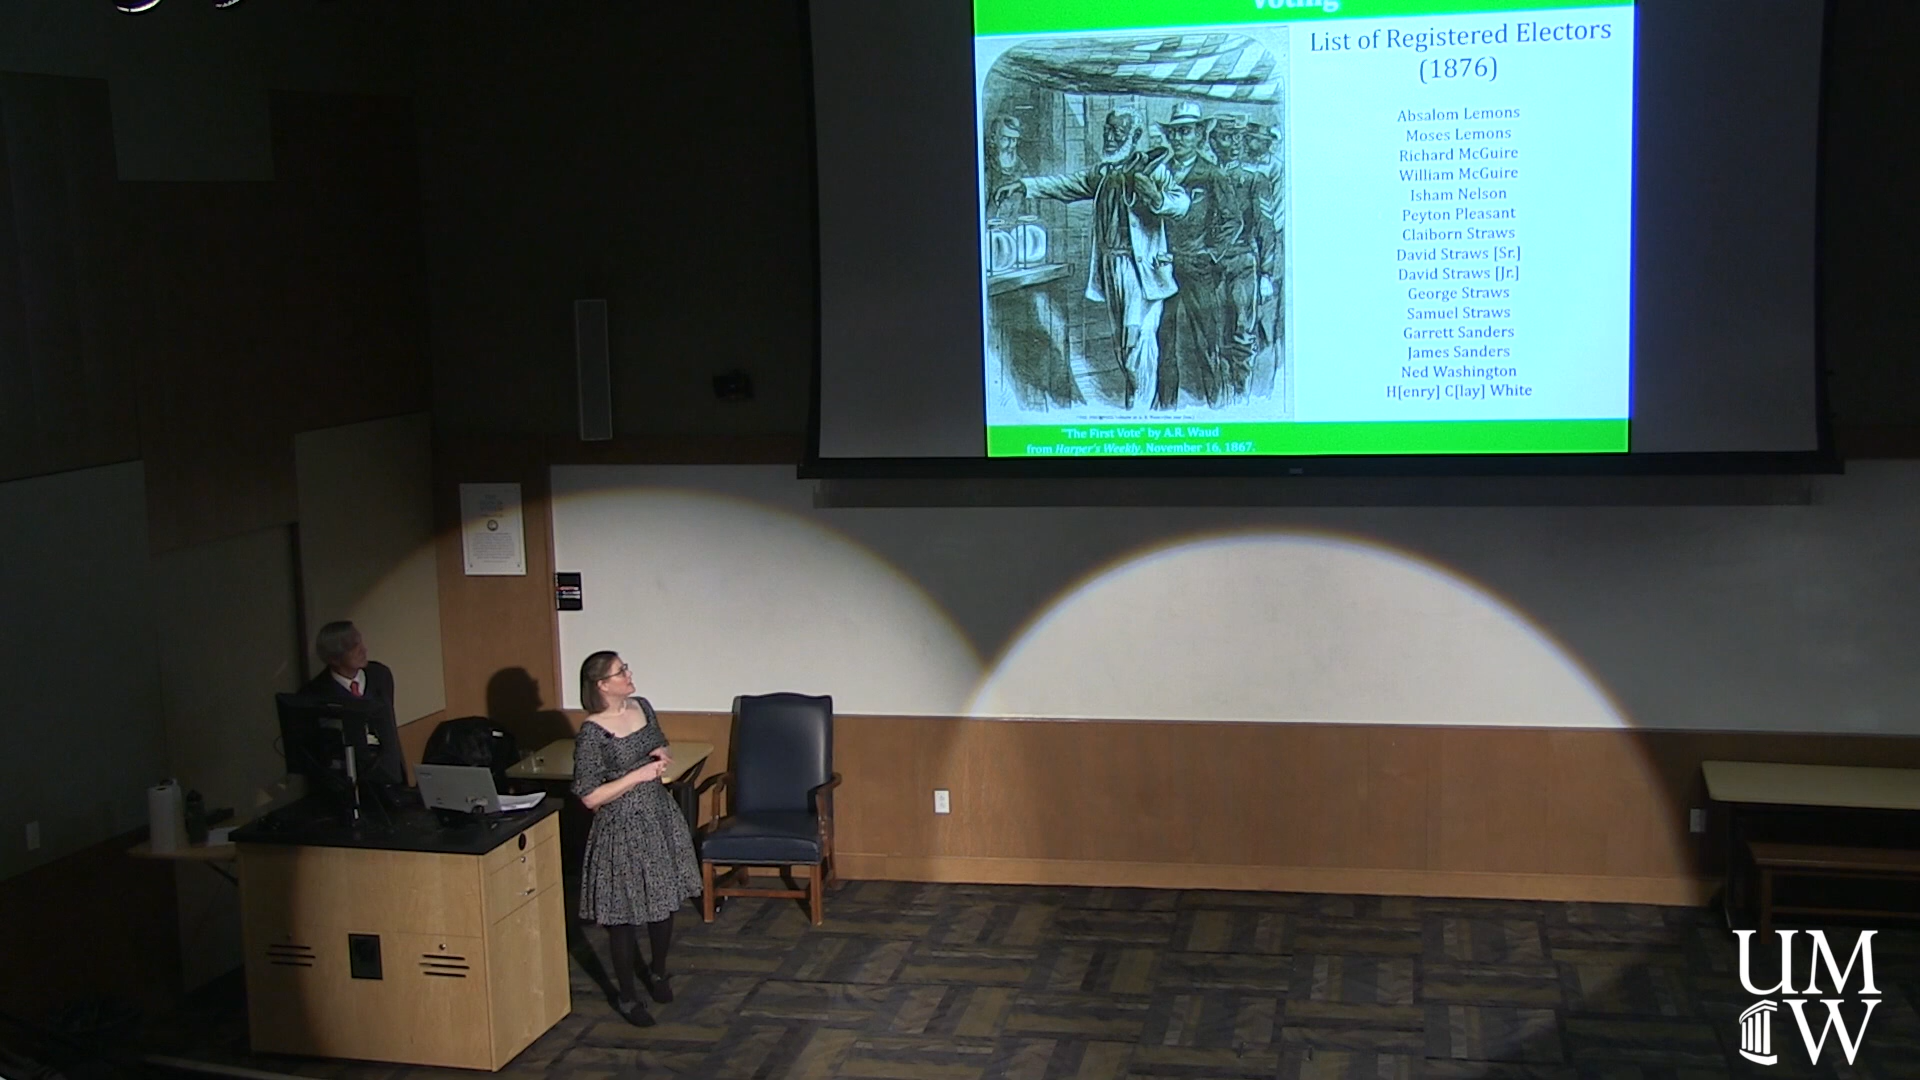 Voting
List of Registered Electors
(1876)
Absalom Lemons
Moses Lemons
Richard McGuire
William McGuire
Isham Nelson
Peyton Pleasant
Claiborn Straws
David Straws [Sr.]
David Straws [Jr.]
George Straws
Samuel Straws
Garrett Sanders
James Sanders
Ned Washington
H[enry] C[lay] White
"The First Vote" by A.R. Waud
from Harper's Weekly, November 16, 1867.
UM
W